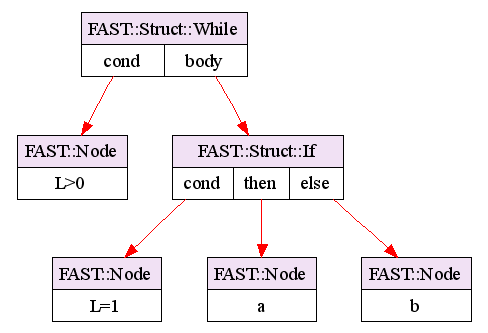 FAST::Struct::While
cond body
FAST::Node
L>0
FAST::Struct::If
cond then else
FAST::Node
L=1
FAST::Node
a
FAST::Node
b